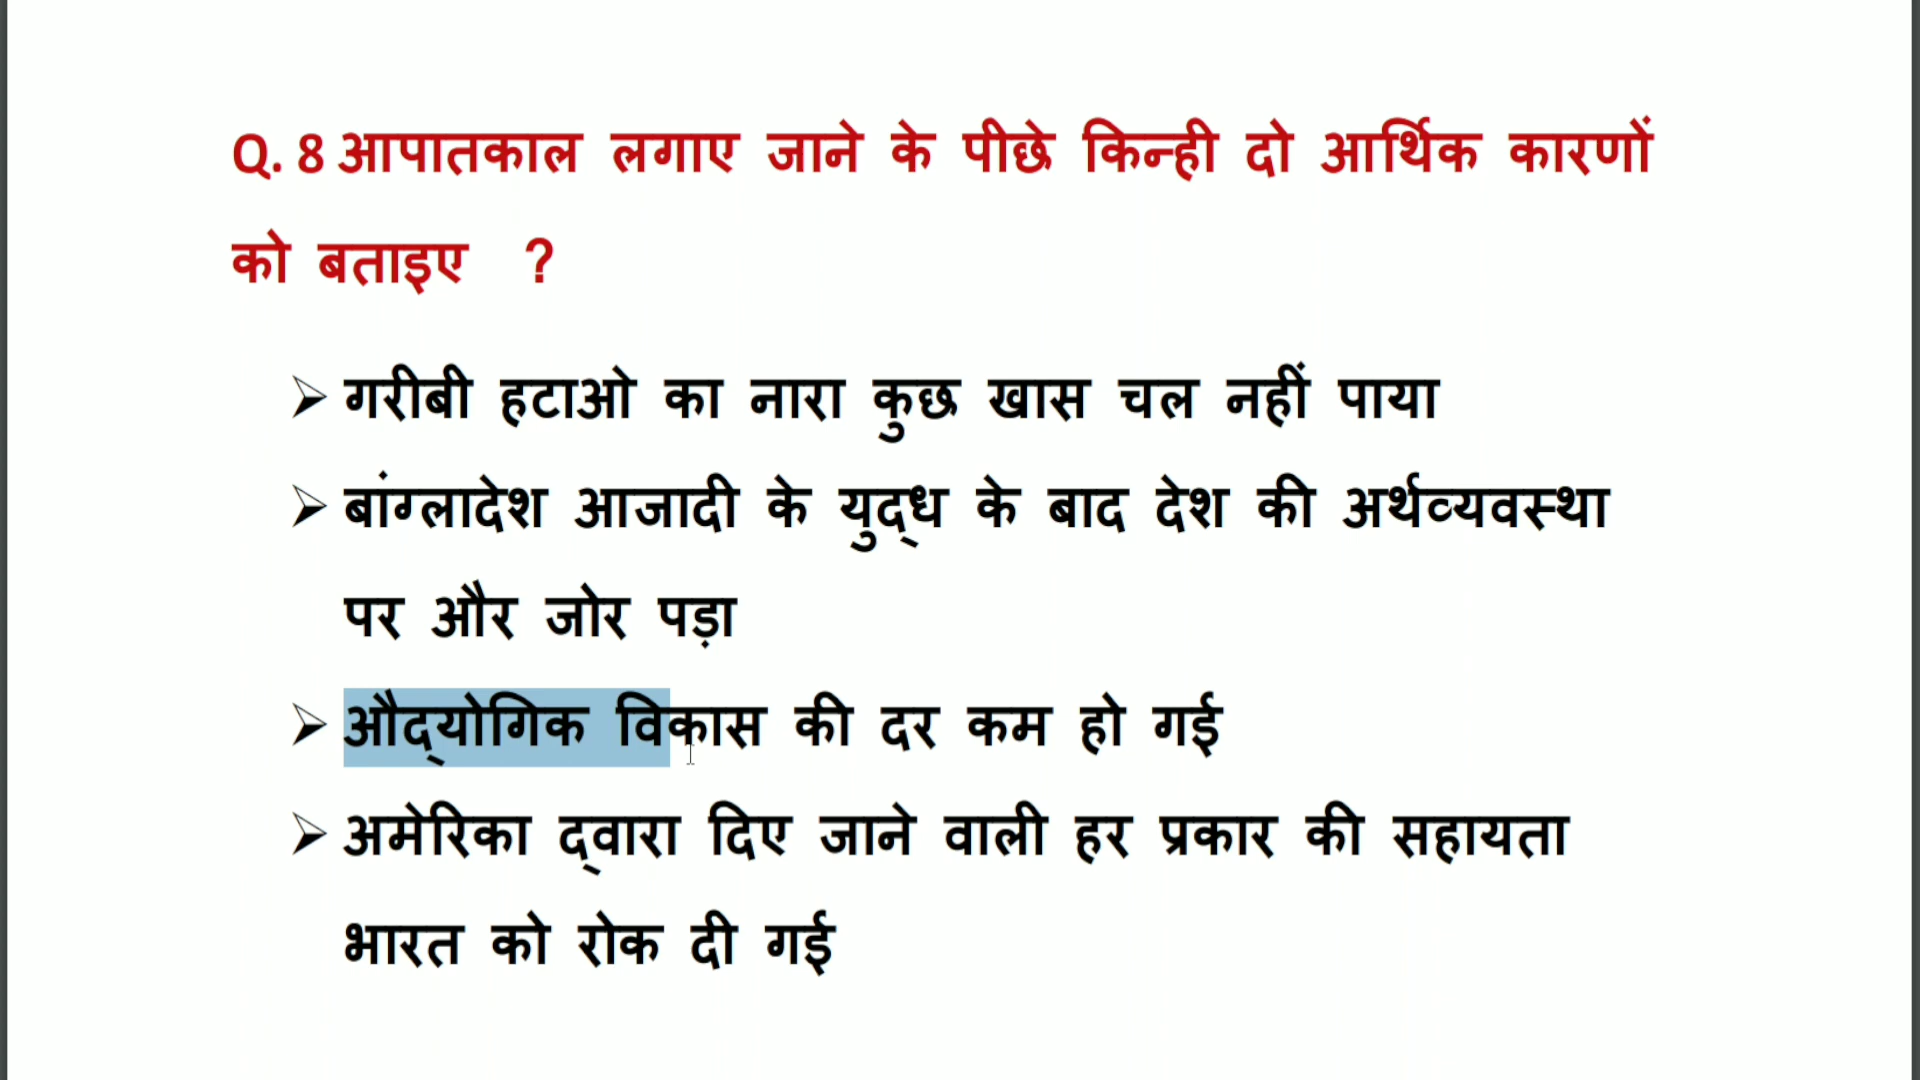 Q. 8 आपातकाल लगाए जाने के पीछे किन्ही दो आर्थिक कारणों
को बताइए ?
➢ गरीबी हटाओ का नारा कुछ खास चल नहीं पाया
➢ बांग्लादेश आजादी के युद्ध के बाद देश की अर्थव्यवस्था
पर और जोर पड़ा
➢ औद्योगिक विकास की दर कम हो गई
➢ अमेरिका द्वारा दिए जाने वाली हर प्रकार की सहायता
भारत को रोक दी गई